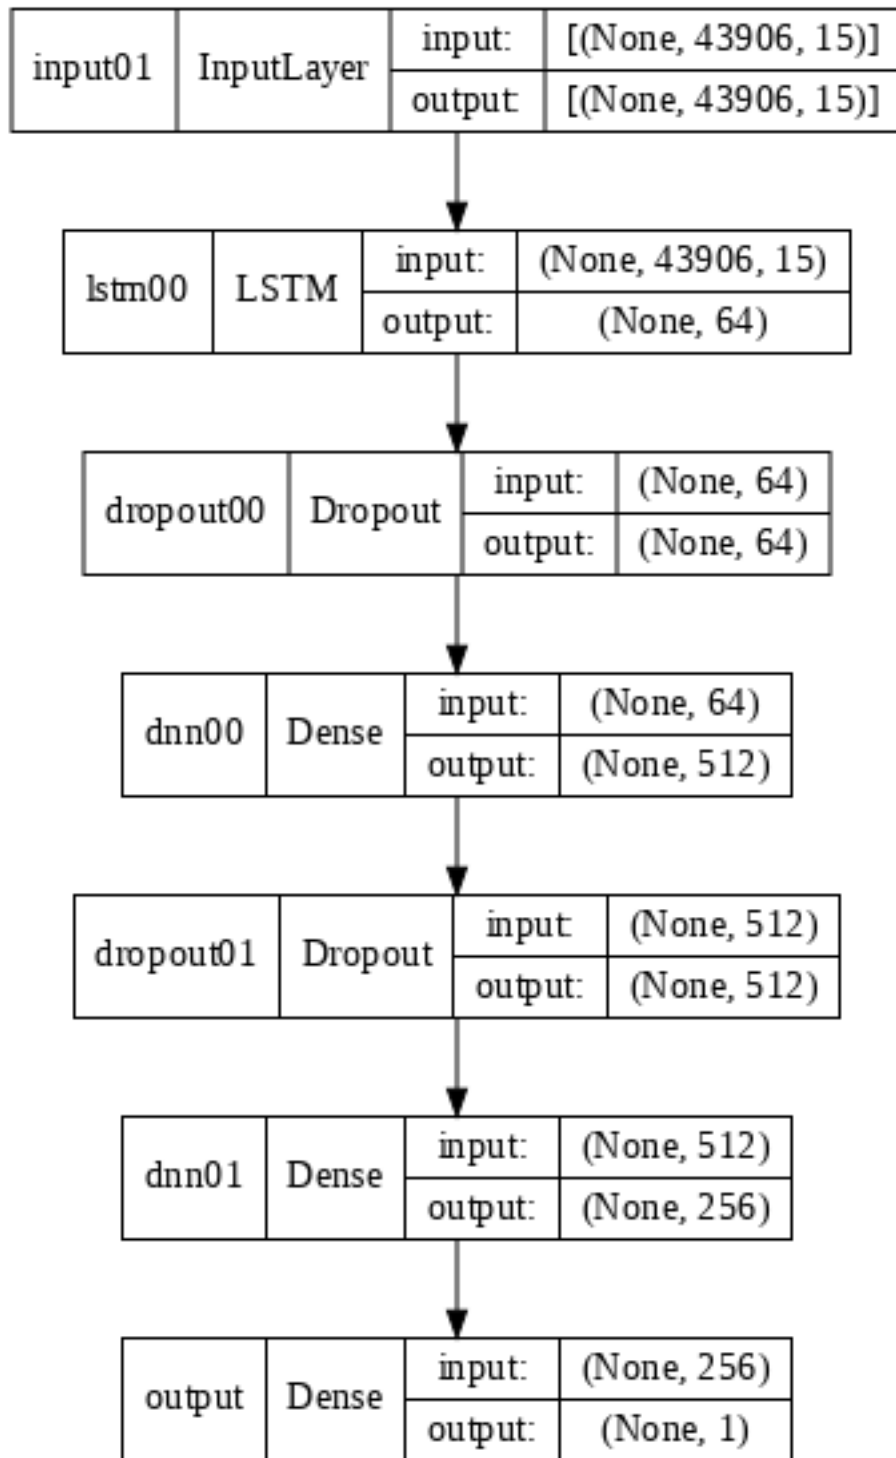 input01 InputLayer input: [(None, 43906, 15)]
output: [(None, 43906, 15)]
lstm00 LSTM input: (None, 43906, 15)
output: (None, 64)
dropout00 Dropout input: (None, 64)
output: (None, 64)
dnn00 Dense input: (None, 64)
output: (None, 512)
dropout01 Dropout input: (None, 512)
output: (None, 512)
dnn01 Dense input: (None, 512)
output: (None, 256)
output Dense input: (None, 256)
output: (None, 1)